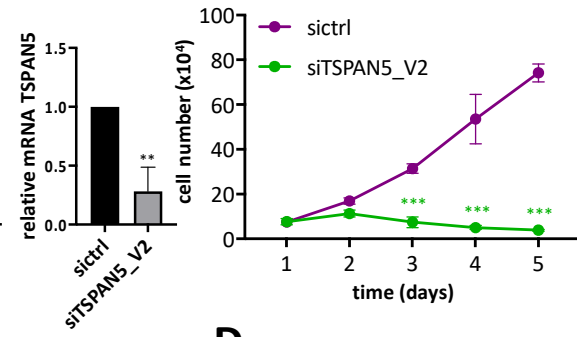 relative mRNA TSPAN5
1.5
1.0
0.5
0.0
**
sictrl
siTSPAN5_V2
cell number (x10⁴)
100
80
60
40
20
0
sictrl
siTSPAN5_V2
***
***
***
1 2 3 4 5
time (days)